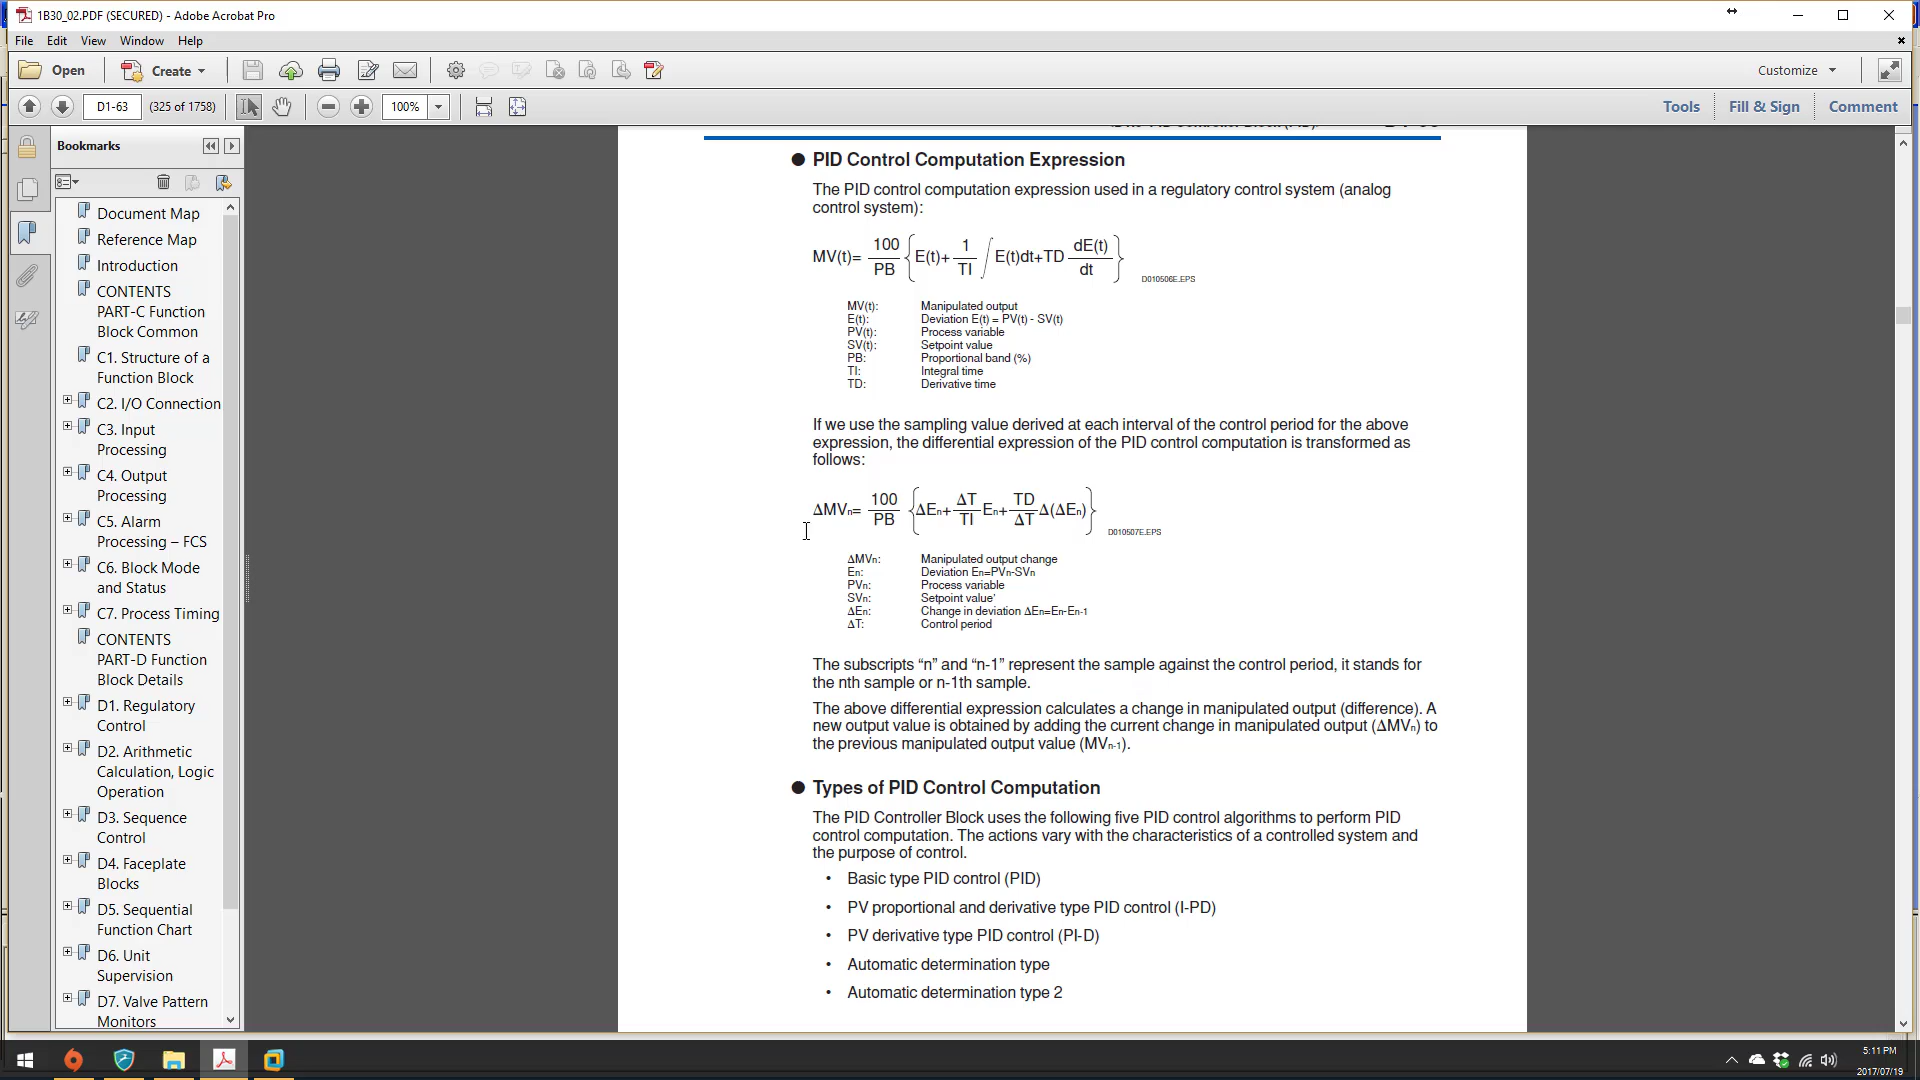 1B30_02.PDF (SECURED) - Adobe Acrobat Pro
File Edit View Window Help
Open Create Customize
D1-63 (325 of 1758) 100% Tools Fill & Sign Comment
Bookmarks
Document Map
Reference Map
Introduction
CONTENTS
PART-C Function
Block Common
C1. Structure of a
Function Block
C2. I/O Connection
C3. Input
Processing
C4. Output
Processing
C5. Alarm
Processing – FCS
C6. Block Mode
and Status
C7. Process Timing
CONTENTS
PART-D Function
Block Details
D1. Regulatory
Control
D2. Arithmetic
Calculation, Logic
Operation
D3. Sequence
Control
D4. Faceplate
Blocks
D5. Sequential
Function Chart
D6. Unit
Supervision
D7. Valve Pattern
Monitors
● PID Control Computation Expression
The PID control computation expression used in a regulatory control system (analog
control system):
MV(t)= 100/PB {E(t)+ 1/TI ∫ E(t)dt+TD dE(t)/dt}
D010506E.EPS
MV(t): Manipulated output
E(t): Deviation E(t) = PV(t) - SV(t)
PV(t): Process variable
SV(t): Setpoint value
PB: Proportional band (%)
TI: Integral time
TD: Derivative time
If we use the sampling value derived at each interval of the control period for the above
expression, the differential expression of the PID control computation is transformed as
follows:
ΔMVn= 100/PB {ΔEn+ ΔT/TI En+ TD/ΔT Δ(ΔEn)}
D010507E.EPS
ΔMVn: Manipulated output change
En: Deviation En=PVn-SVn
PVn: Process variable
SVn: Setpoint value'
ΔEn: Change in deviation ΔEn=En-En-1
ΔT: Control period
The subscripts “n” and “n-1” represent the sample against the control period, it stands for
the nth sample or n-1th sample.
The above differential expression calculates a change in manipulated output (difference). A
new output value is obtained by adding the current change in manipulated output (ΔMVn) to
the previous manipulated output value (MVn-1).
● Types of PID Control Computation
The PID Controller Block uses the following five PID control algorithms to perform PID
control computation. The actions vary with the characteristics of a controlled system and
the purpose of control.
• Basic type PID control (PID)
• PV proportional and derivative type PID control (I-PD)
• PV derivative type PID control (PI-D)
• Automatic determination type
• Automatic determination type 2
5:11 PM
2017/07/19